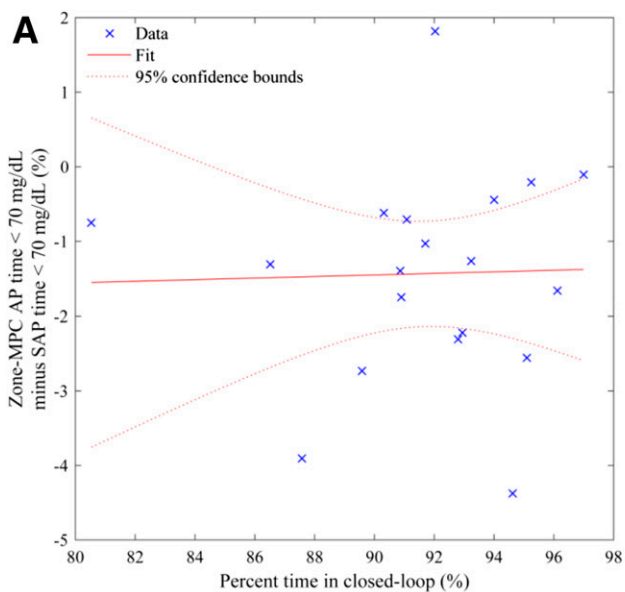 A
Data
Fit
95% confidence bounds
2
1
0
-1
-2
-3
-4
-5
80 82 84 86 88 90 92 94 96 98
Percent time in closed-loop (%)
Zone-MPC AP time < 70 mg/dL
minus SAP time < 70 mg/dL (%)